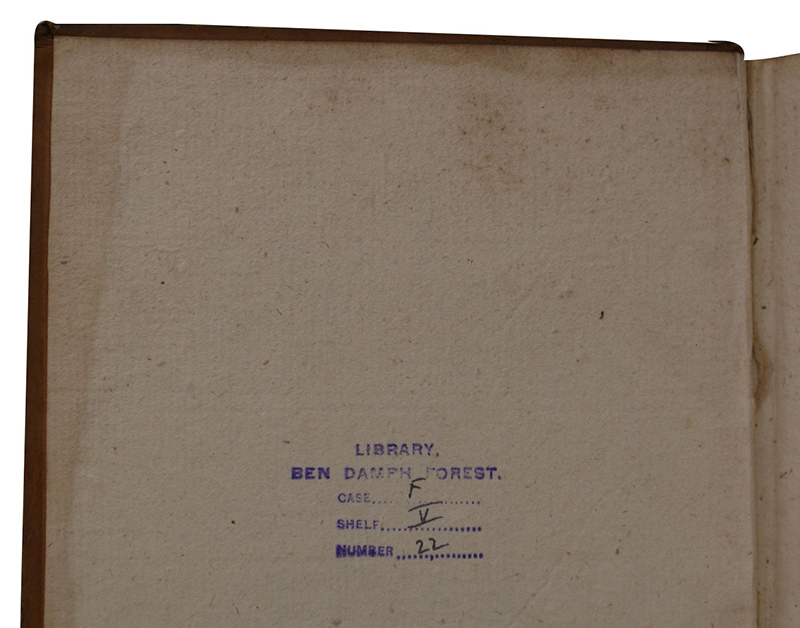 LIBRARY,
BEN DAMPH FOREST.
CASE....F............
SHELF.....V............
NUMBER...22..........